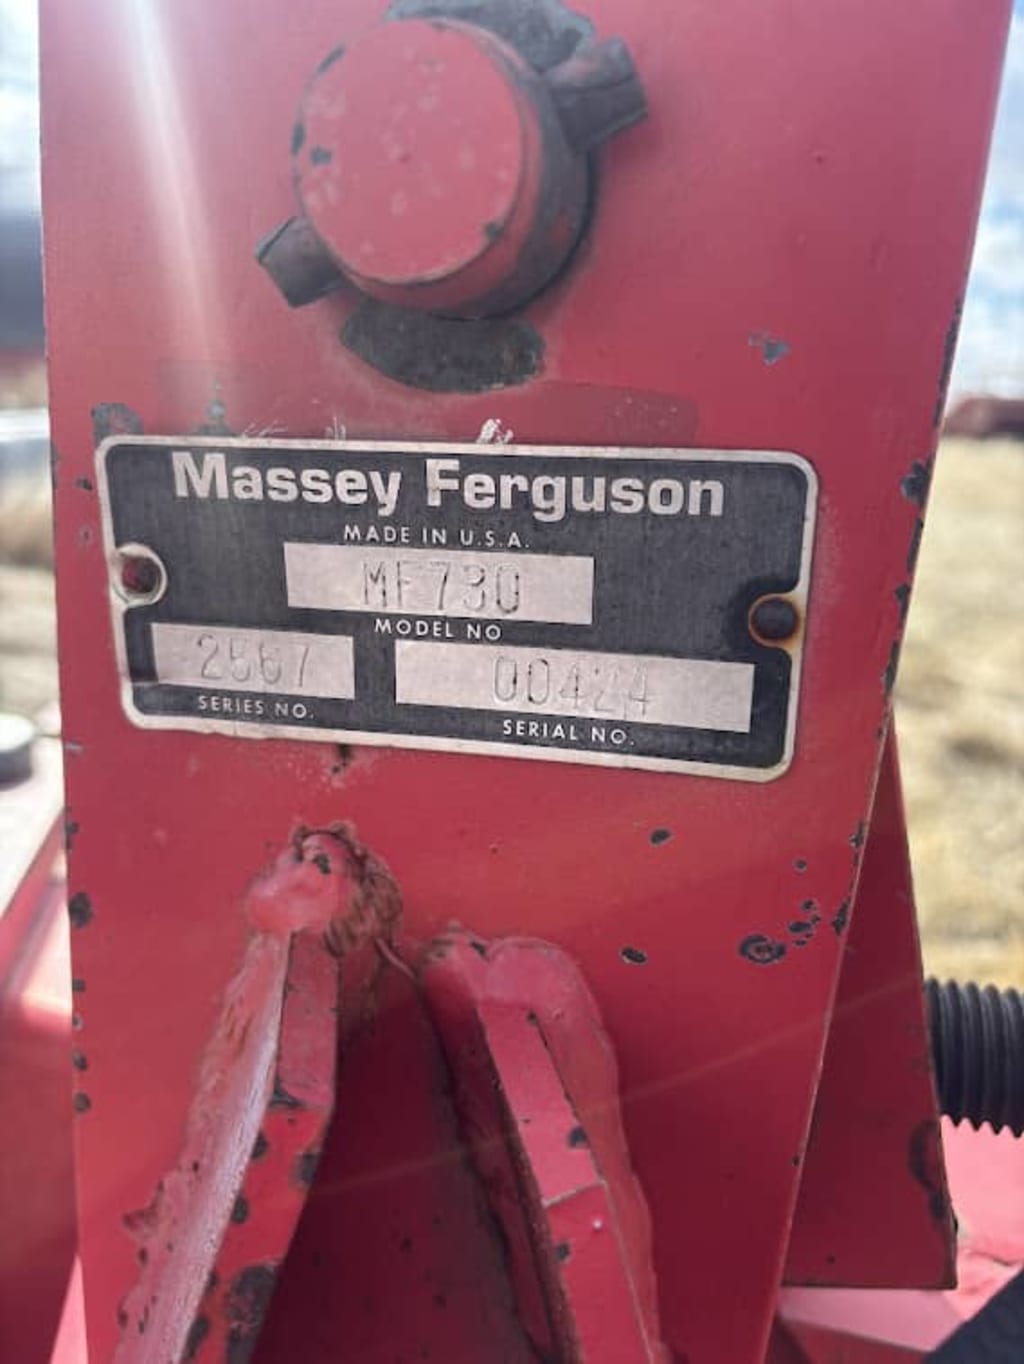 Massey Ferguson
MADE IN U.S.A.
MF730
MODEL NO
2567
SERIES NO.
00424
SERIAL NO.